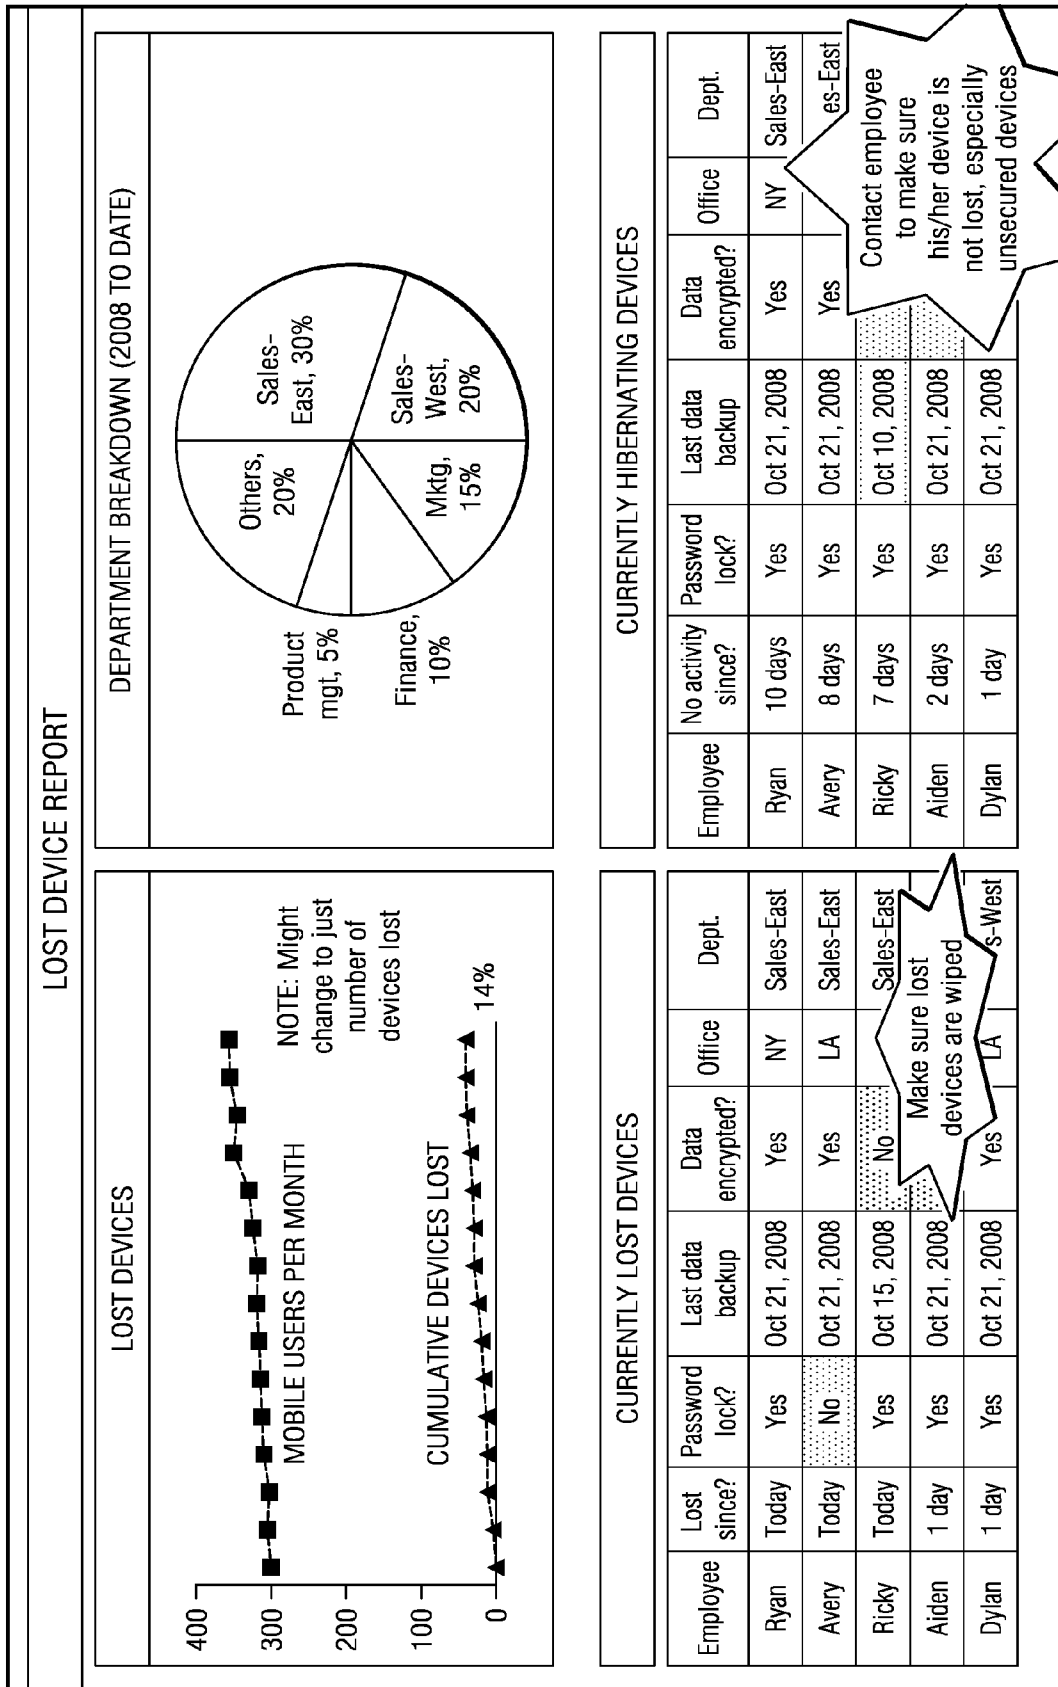 LOST DEVICE REPORT
LOST DEVICES
400
300
200
100
0
MOBILE USERS PER MONTH
CUMULATIVE DEVICES LOST
NOTE: Might
change to just
number of
devices lost
14%
DEPARTMENT BREAKDOWN (2008 TO DATE)
Others,
20%
Sales-
East, 30%
Product
mgt, 5%
Finance,
10%
Mktg,
15%
Sales-
West,
20%
CURRENTLY LOST DEVICES
Employee Lost since? Password lock? Last data backup Data encrypted? Office Dept.
Ryan Today Yes Oct 21, 2008 Yes NY Sales-East
Avery Today No Oct 21, 2008 Yes LA Sales-East
Ricky Today Yes Oct 15, 2008 No Sales-East
Aiden 1 day Yes Oct 21, 2008
Dylan 1 day Yes Oct 21, 2008 Yes LA s-West
Make sure lost
devices are wiped
CURRENTLY HIBERNATING DEVICES
Employee No activity since? Password lock? Last data backup Data encrypted? Office Dept.
Ryan 10 days Yes Oct 21, 2008 Yes NY Sales-East
Avery 8 days Yes Oct 21, 2008 Yes es-East
Ricky 7 days Yes Oct 10, 2008
Aiden 2 days Yes Oct 21, 2008
Dylan 1 day Yes Oct 21, 2008
Contact employee
to make sure
his/her device is
not lost, especially
unsecured devices